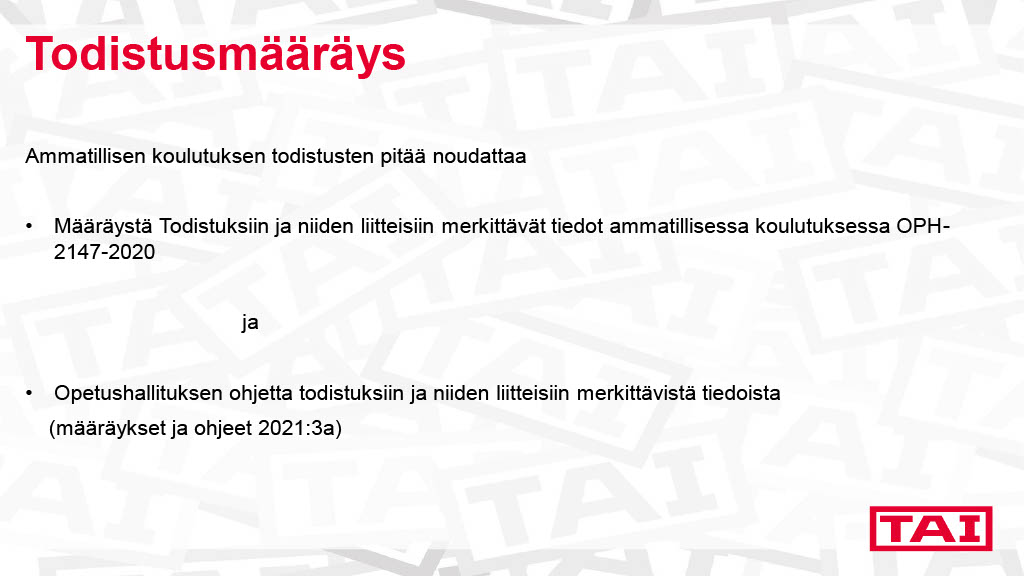 Todistusmääräys
Ammatillisen koulutuksen todistusten pitää noudattaa
• Määräystä Todistuksiin ja niiden liitteisiin merkittävät tiedot ammatillisessa koulutuksessa OPH-
2147-2020
ja
• Opetushallituksen ohjetta todistuksiin ja niiden liitteisiin merkittävistä tiedoista
(määräykset ja ohjeet 2021:3a)
TAI